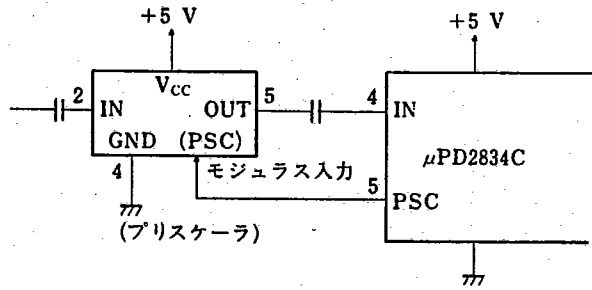 +5 V
+5 V
VCC
2
IN
OUT
5
4
IN
GND
(PSC)
μPD2834C
4
モジュラス入力
5
PSC
(プリスケーラ)